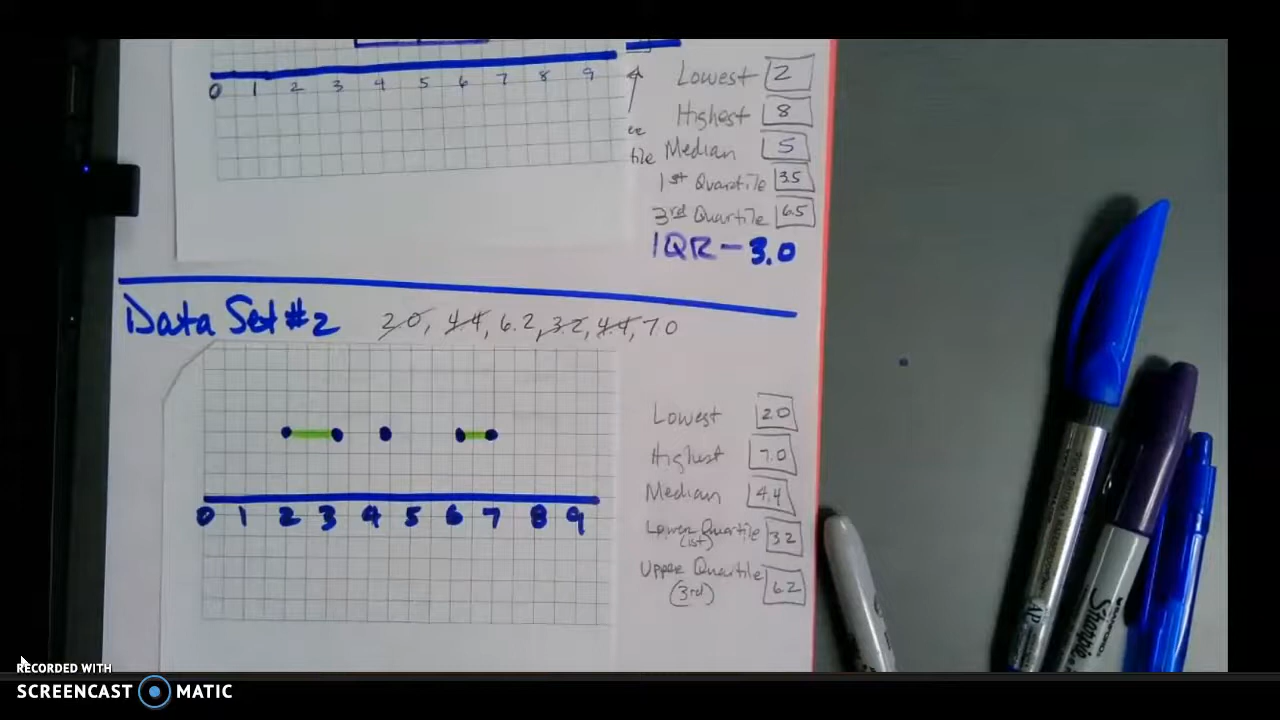 0 1 2 3 4 5 6 7 8 9
Lowest 2
Highest 8
tile Median 5
1st Quartile 3.5
3rd Quartile 6.5
IQR - 3.0
Data Set #2 2.0, 4.4, 6.2, 3.2, 4.4, 7.0
Lowest 2.0
Highest 7.0
Median 4.4
Lower Quartile 3.2
(1st)
Upper Quartile 6.2
(3rd)
0 1 2 3 4 5 6 7 8 9
Sharpie
RECORDED WITH
SCREENCAST MATIC